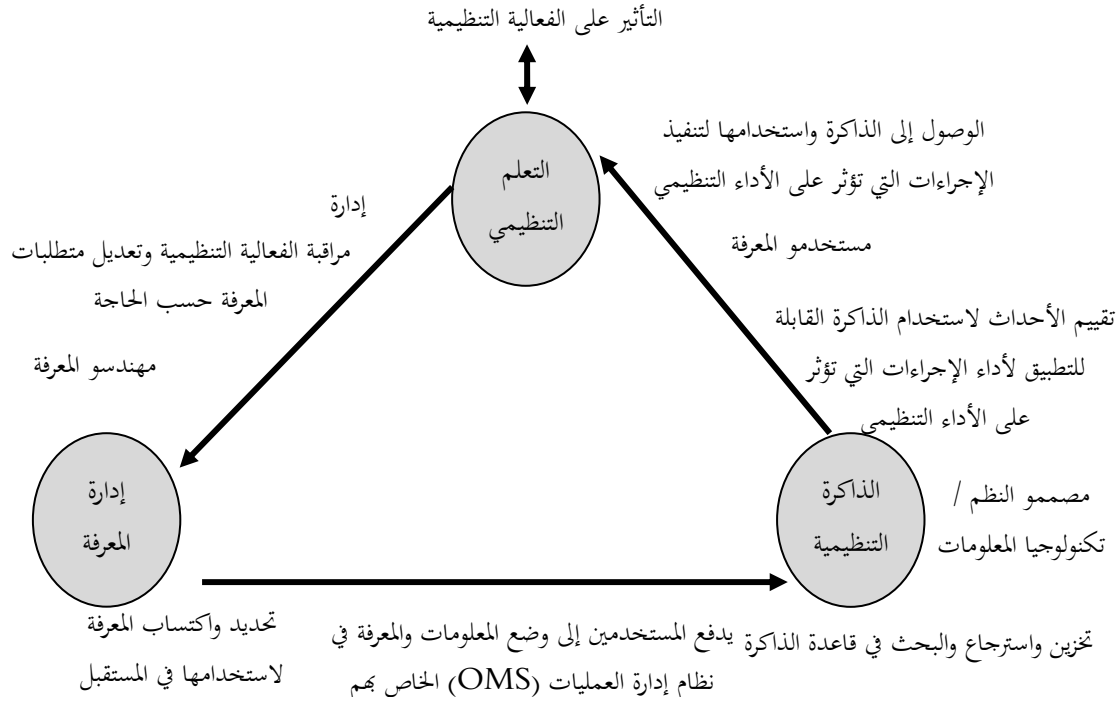 التأثير على الفعالية التنظيمية
الوصول إلى الذاكرة واستخدامها لتنفيذ
الإجراءات التي تؤثر على الأداء التنظيمي
التعلم
التنظيمي
إدارة
مراقبة الفعالية التنظيمية وتعديل متطلبات
المعرفة حسب الحاجة
مستخدمو المعرفة
مهندسو المعرفة
تقييم الأحداث لاستخدام الذاكرة القابلة
للتطبيق لأداء الإجراءات التي تؤثر
على الأداء التنظيمي
الذاكرة
التنظيمية
مصممو النظم /
تكنولوجيا المعلومات
إدارة
المعرفة
تخزين واسترجاع والبحث في قاعدة الذاكرة
يدفع المستخدمين إلى وضع المعلومات والمعرفة في
نظام إدارة العمليات (OMS) الخاص بهم
تحديد واكتساب المعرفة
لاستخدامها في المستقبل